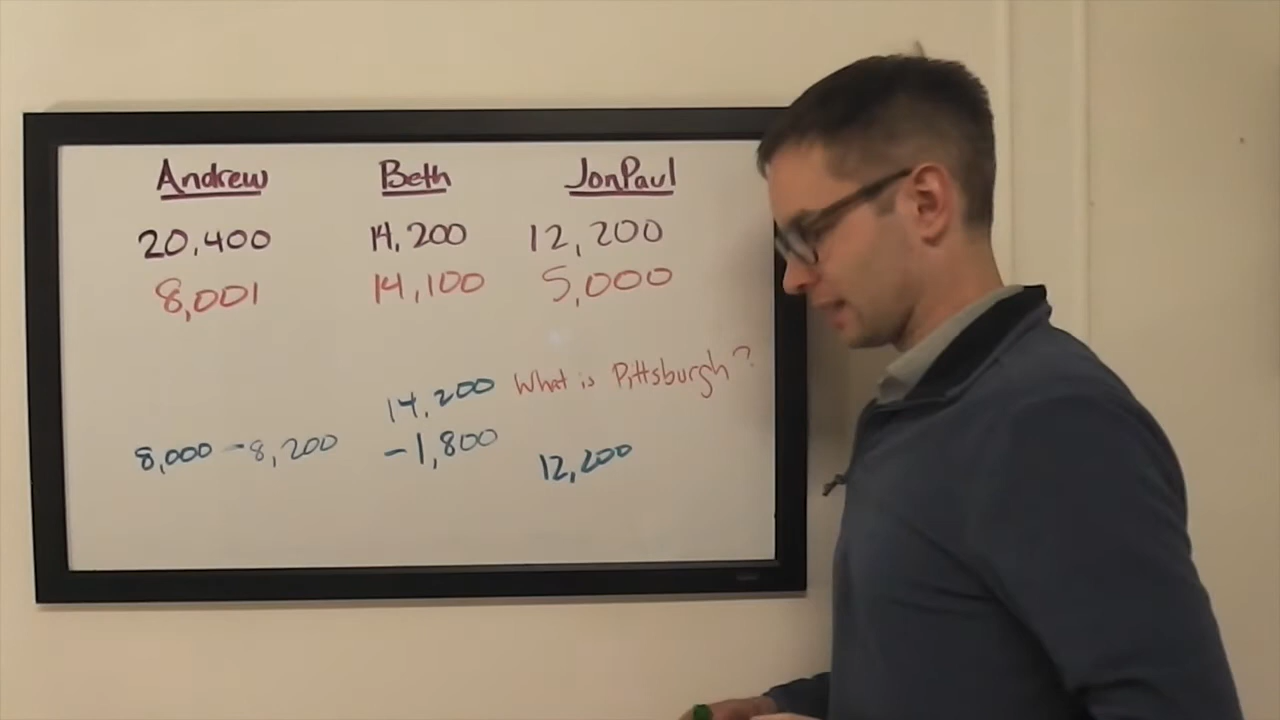 Andrew Beth JonPaul
20,400 14,200 12,200
8,001 14,100 5,000
What is Pittsburgh?
14,200
8,000 - 8,200 -1,800 12,200